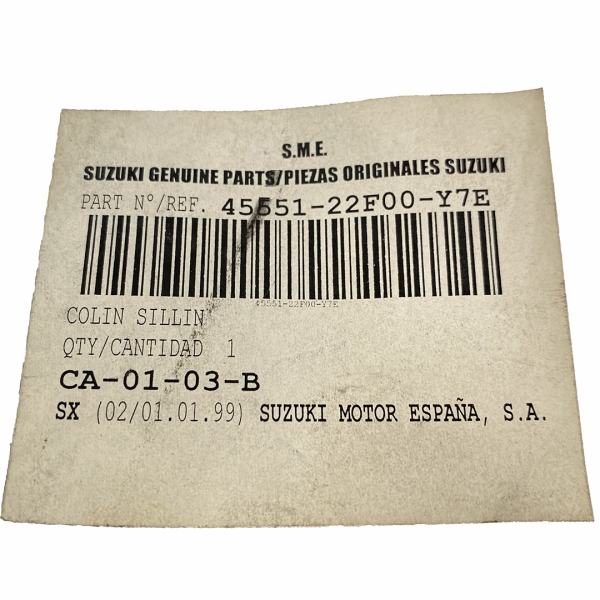 S.M.E.
SUZUKI GENUINE PARTS/PIEZAS ORIGINALES SUZUKI
PART Nº/REF. 45551-22F00-Y7E
45551-22F00-Y7E
COLIN SILLIN
QTY/CANTIDAD 1
CA-01-03-B
SX (02/01.01.99) SUZUKI MOTOR ESPAÑA, S.A.